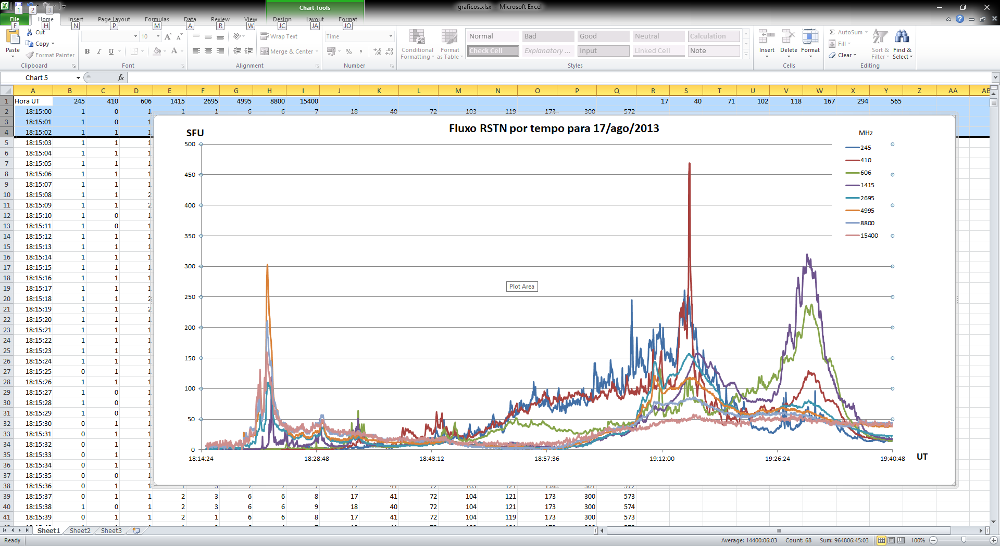 graficos.xlsx - Microsoft Excel
Chart Tools
1 2 3
File Home Insert Page Layout Formulas Data Review View Design Layout Format
F H N P M A R W JC JA JO
Cut
Copy
Format Painter
Paste
10
Wrap Text
Merge & Center
Time
Conditional Formatting
Format as Table
Normal Bad Good Neutral Calculation
Check Cell Explanatory ... Input Linked Cell Note
Insert Delete Format
AutoSum
Fill
Clear
Sort & Filter
Find & Select
Clipboard Font Alignment Number Styles Cells Editing
Chart 5 fx
A B C D E F G H I J K L M N O P Q R S T U V W X Y Z AA AB
1 Hora UT 245 410 606 1415 2695 4995 8800 15400 17 40 71 102 118 167 294 565
2 18:15:00 1 0 1 1 1 6 6 7 18 40 72 103 119 173 300 572
3 18:15:01 1 0 1
4 18:15:02 1 1 1
5 18:15:03 1 1 1
6 18:15:04 1 1 1
7 18:15:05 1 1 1
8 18:15:06 1 1 1
9 18:15:07 1 1 1
10 18:15:08 1 1 2
11 18:15:09 1 1 2
12 18:15:10 1 0 1
13 18:15:11 1 0 1
14 18:15:12 1 1 1
15 18:15:13 1 1 1
16 18:15:14 1 1 1
17 18:15:15 1 1 1
18 18:15:16 1 1 1
19 18:15:17 1 1 1
20 18:15:18 1 1 2
21 18:15:19 1 1 2
22 18:15:20 1 1 1
23 18:15:21 1 1 1
24 18:15:22 1 1 1
25 18:15:23 1 1 1
26 18:15:24 1 1 1
27 18:15:25 0 1 1
28 18:15:26 1 1 1
29 18:15:27 1 0 1
30 18:15:28 1 0 1
31 18:15:29 1 0 1
32 18:15:30 0 1 1
33 18:15:31 0 1 1
34 18:15:32 0 1 1
35 18:15:33 0 1 1
36 18:15:34 0 1 1
37 18:15:35 0 0 1
38 18:15:36 0 1 1 1 3 7 7 7 17 41 72 103 121 174 301 572
39 18:15:37 0 1 1 2 3 6 6 8 17 41 72 104 121 173 300 573
40 18:15:38 1 0 1 2 3 6 6 9 18 40 72 104 121 173 300 574
41 18:15:39 0 1 1 2 1 6 6 8 17 41 72 104 119 173 300 573
Fluxo RSTN por tempo para 17/ago/2013
SFU
500
450
400
350
300
250
200
150
100
50
0
18:14:24 18:28:48 18:43:12 18:57:36 19:12:00 19:26:24 19:40:48
UT
Plot Area
MHz
245
410
606
1415
2695
4995
8800
15400
Sheet1 Sheet2 Sheet3
Ready
Average: 14400:06:03 Count: 68 Sum: 964806:45:03 100%